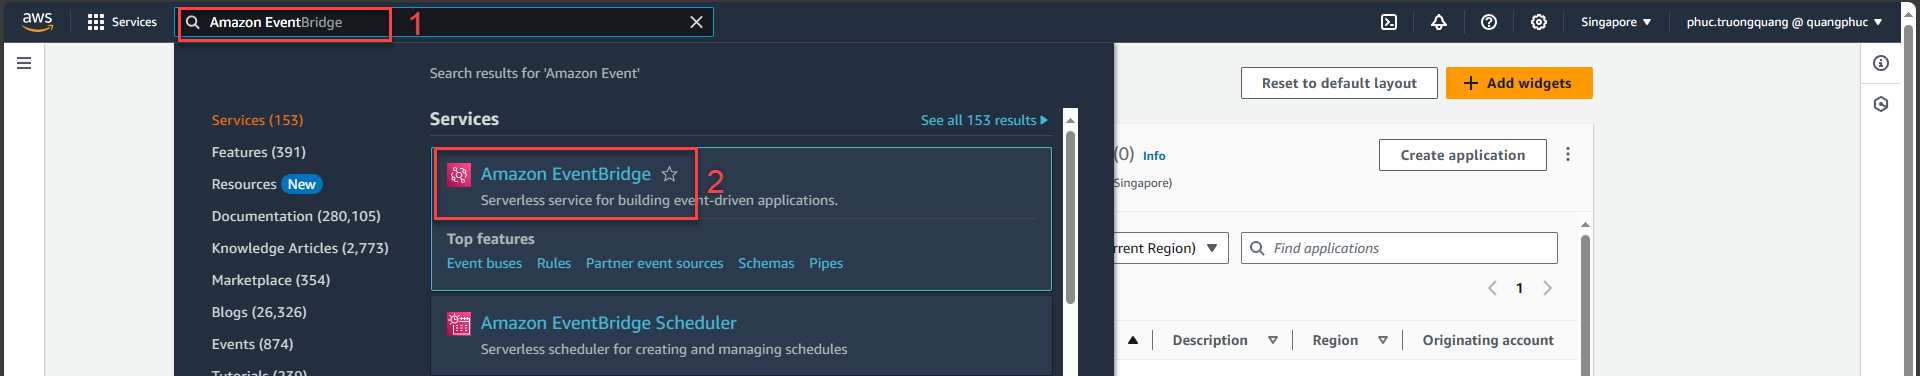 aws
Services
Amazon EventBridge
1
Singapore
phuc.truongquang @ quangphuc
Search results for 'Amazon Event'
Services (153)
Features (391)
Resources New
Documentation (280,105)
Knowledge Articles (2,773)
Marketplace (354)
Blogs (26,326)
Events (874)
Tutorials (239)
Services
See all 153 results
Amazon EventBridge
2
Serverless service for building event-driven applications.
Top features
Event buses Rules Partner event sources Schemas Pipes
Amazon EventBridge Scheduler
Serverless scheduler for creating and managing schedules
Reset to default layout
+ Add widgets
(0) Info
Create application
Singapore)
rrent Region)
Find applications
1
Description
Region
Originating account